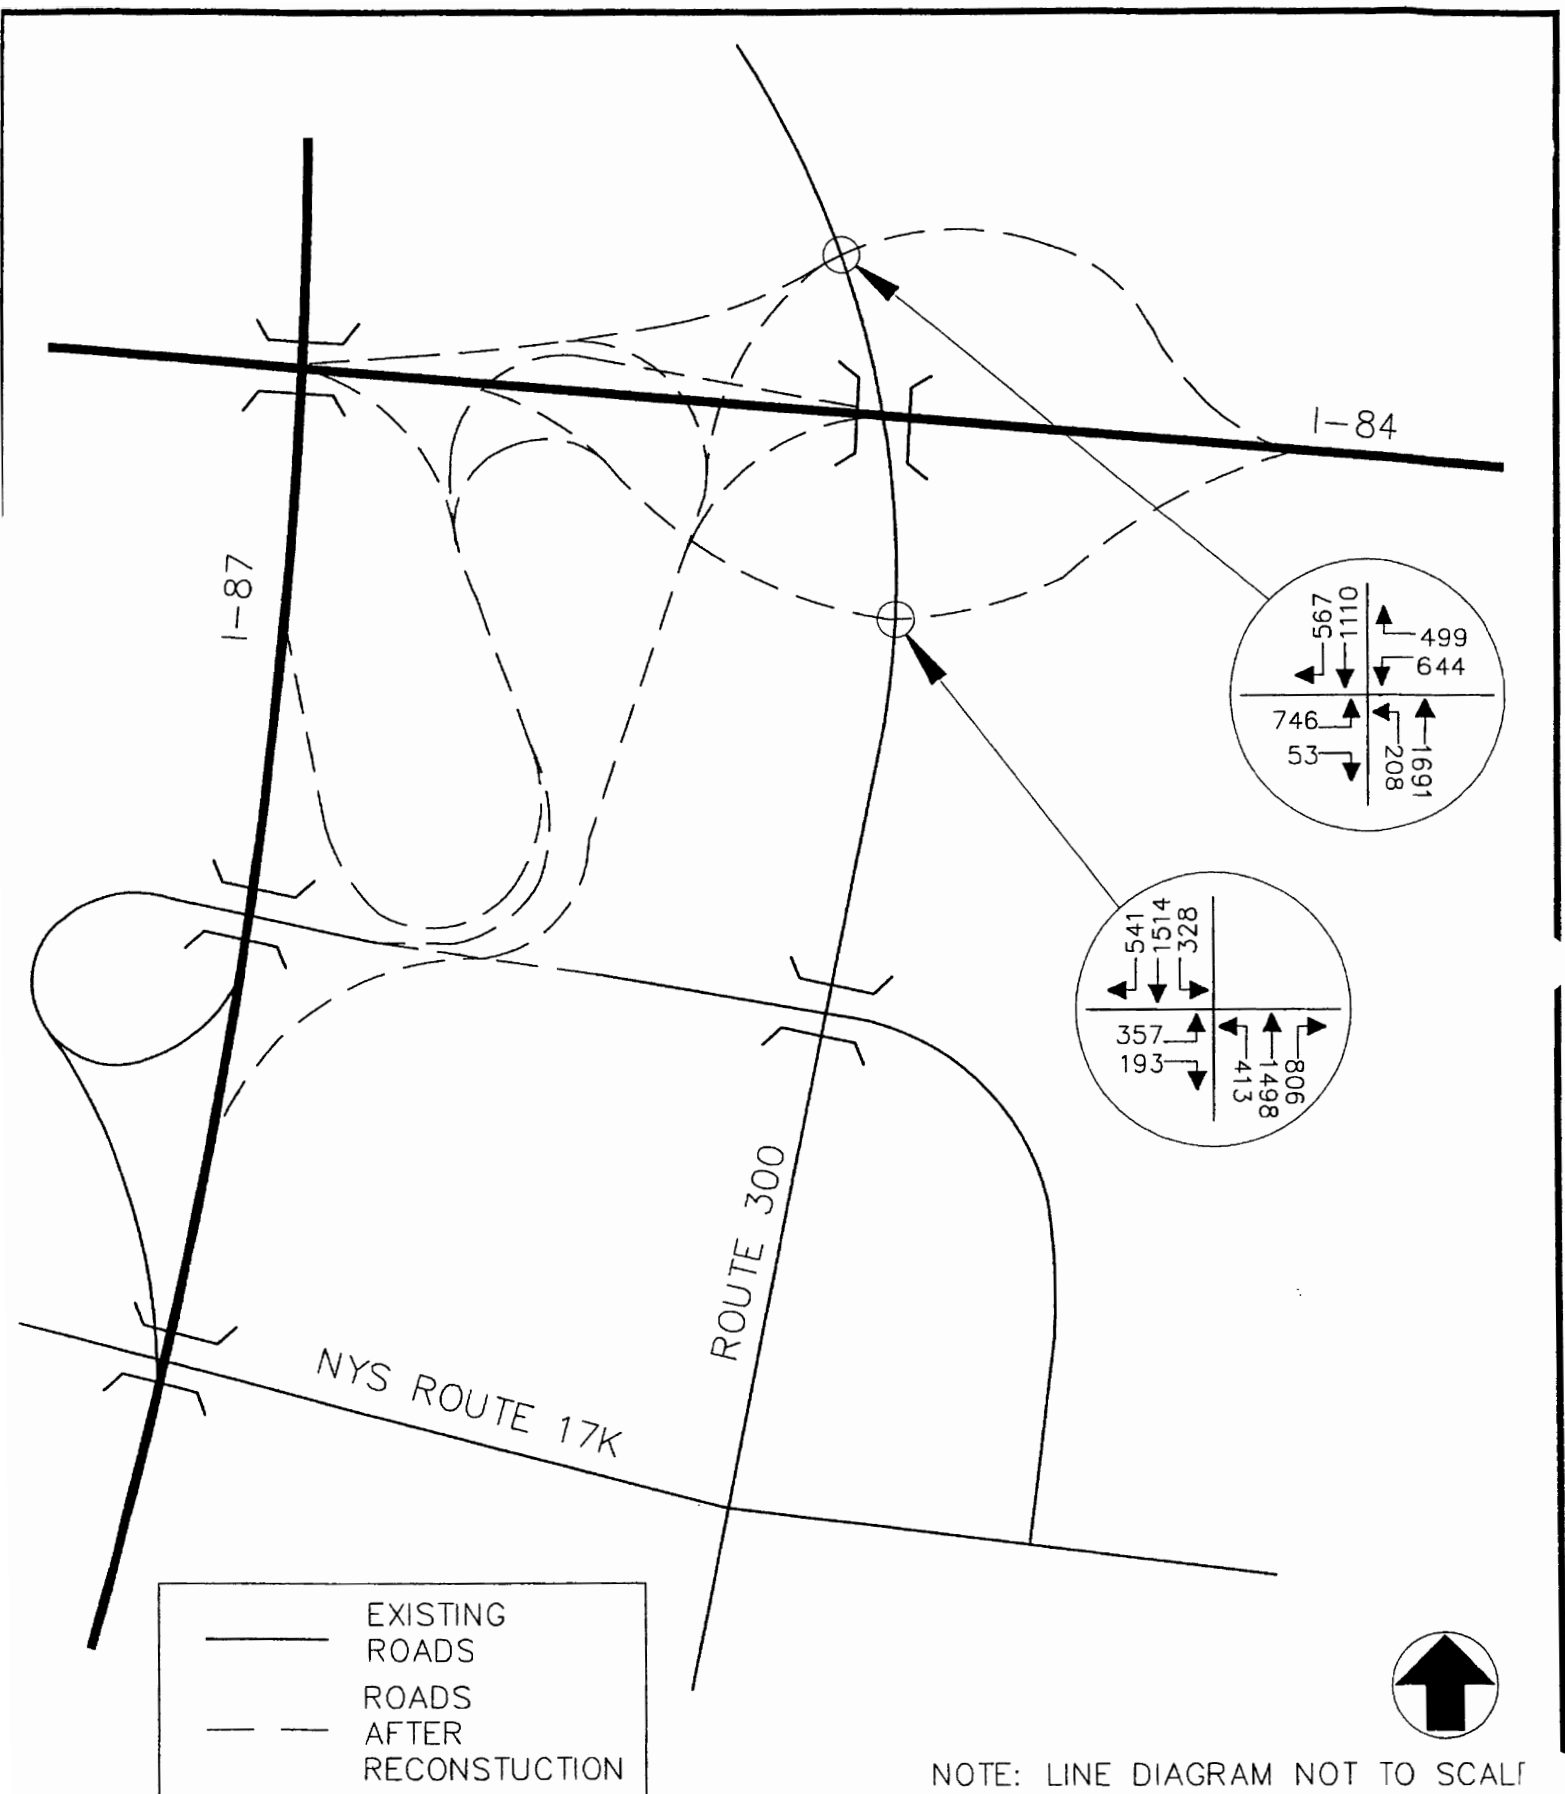 I-84
I-87
567
1110
499
644
746
53
208
1691
541
1514
328
357
193
413
1498
806
ROUTE 300
NYS ROUTE 17K
EXISTING
ROADS
ROADS
AFTER
RECONSTUCTION
NOTE: LINE DIAGRAM NOT TO SCAL